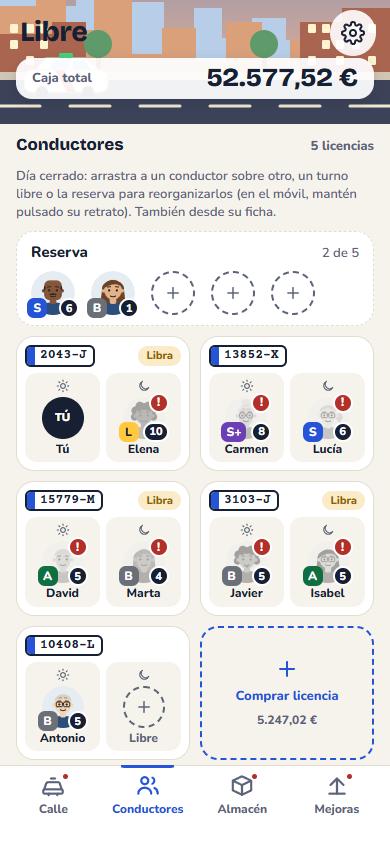 Libre
Caja total
52.577,52 €
Conductores
5 licencias
Día cerrado: arrastra a un conductor sobre otro, un turno
libre o la reserva para reorganizarlos (en el móvil, mantén
pulsado su retrato). También desde su ficha.
Reserva
2 de 5
S 6
B 1
+
+
+
2043-J
Libra
TÚ
Tú
!
L 10
Elena
13852-X
!
S+ 8
Carmen
!
S 6
Lucía
15779-M
Libra
!
A 5
David
!
B 5
Marta
3103-J
Libra
!
B 5
Javier
!
A 5
Isabel
10408-L
B 5
Antonio
+
Libre
+
Comprar licencia
5.247,02 €
Calle
Conductores
Almacén
Mejoras